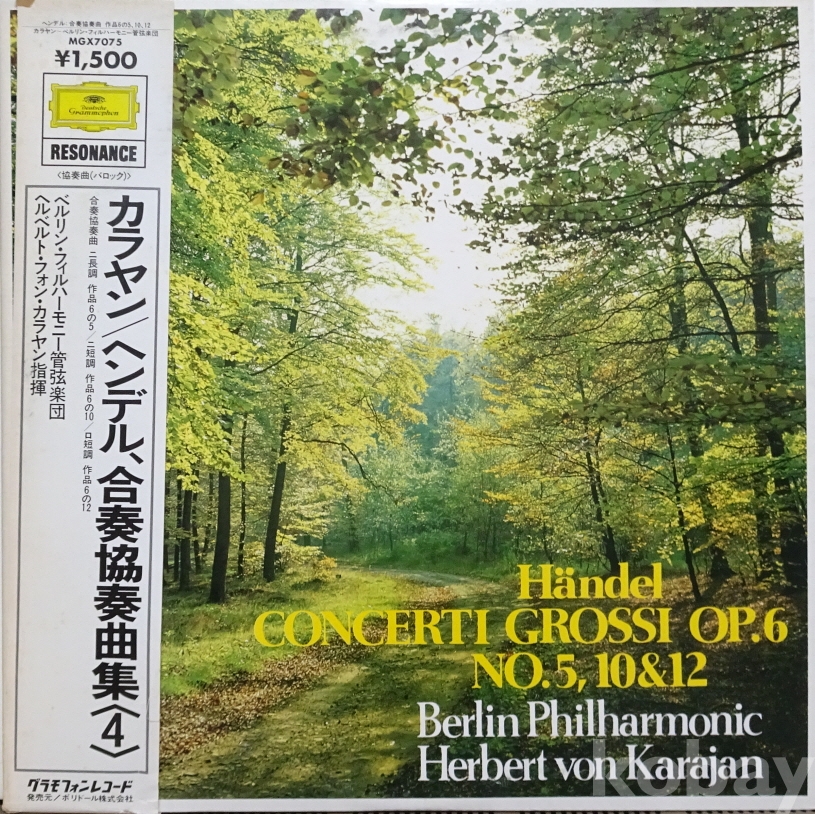 ヘンデル:合奏協奏曲 作品6の5,10,12
カラヤン-ベルリン・フィルハーモニー管弦楽団
MGX7075
¥1,500
Deutsche
Grammophon
RESONANCE
〈協奏曲(バロック)〉
カラヤン/ヘンデル、合奏協奏曲集〈4〉
合奏協奏曲 ニ長調 作品6の5/ニ短調 作品6の10/ロ短調 作品6の12
ベルリン・フィルハーモニー管弦楽団
ヘルベルト・フォン・カラヤン指揮
グラモフォンレコード
発売元/ポリドール株式会社
Händel
CONCERTI GROSSI OP.6
NO.5, 10&12
Berlin Philharmonic
Herbert von Karajan
kobay